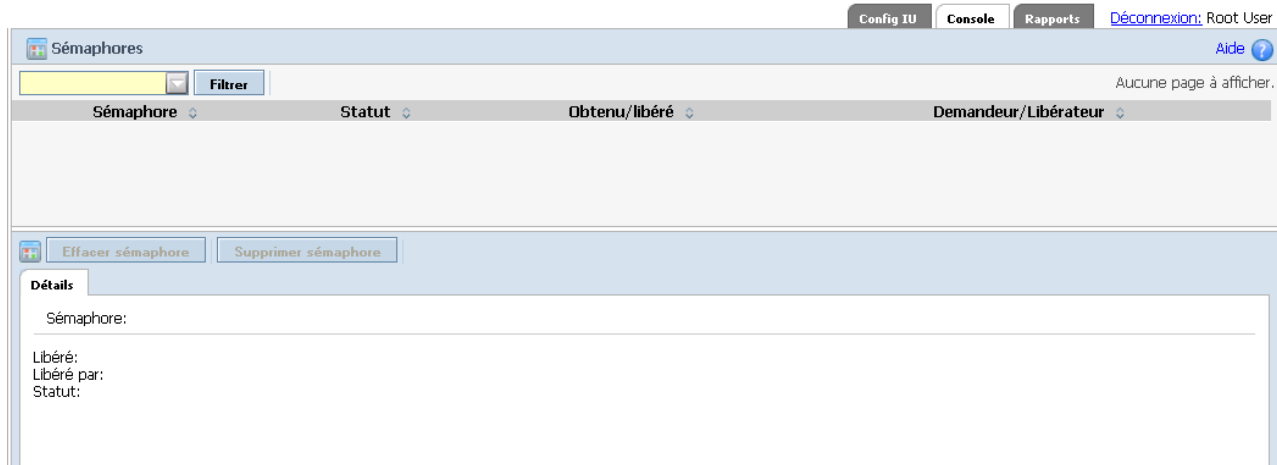 Config IU Console Rapports Déconnexion: Root User
Sémaphores Aide ?
Filtrer Aucune page à afficher.
Sémaphore Statut Obtenu/libéré Demandeur/Libérateur
Effacer sémaphore Supprimer sémaphore
Détails
Sémaphore:
Libéré:
Libéré par:
Statut: